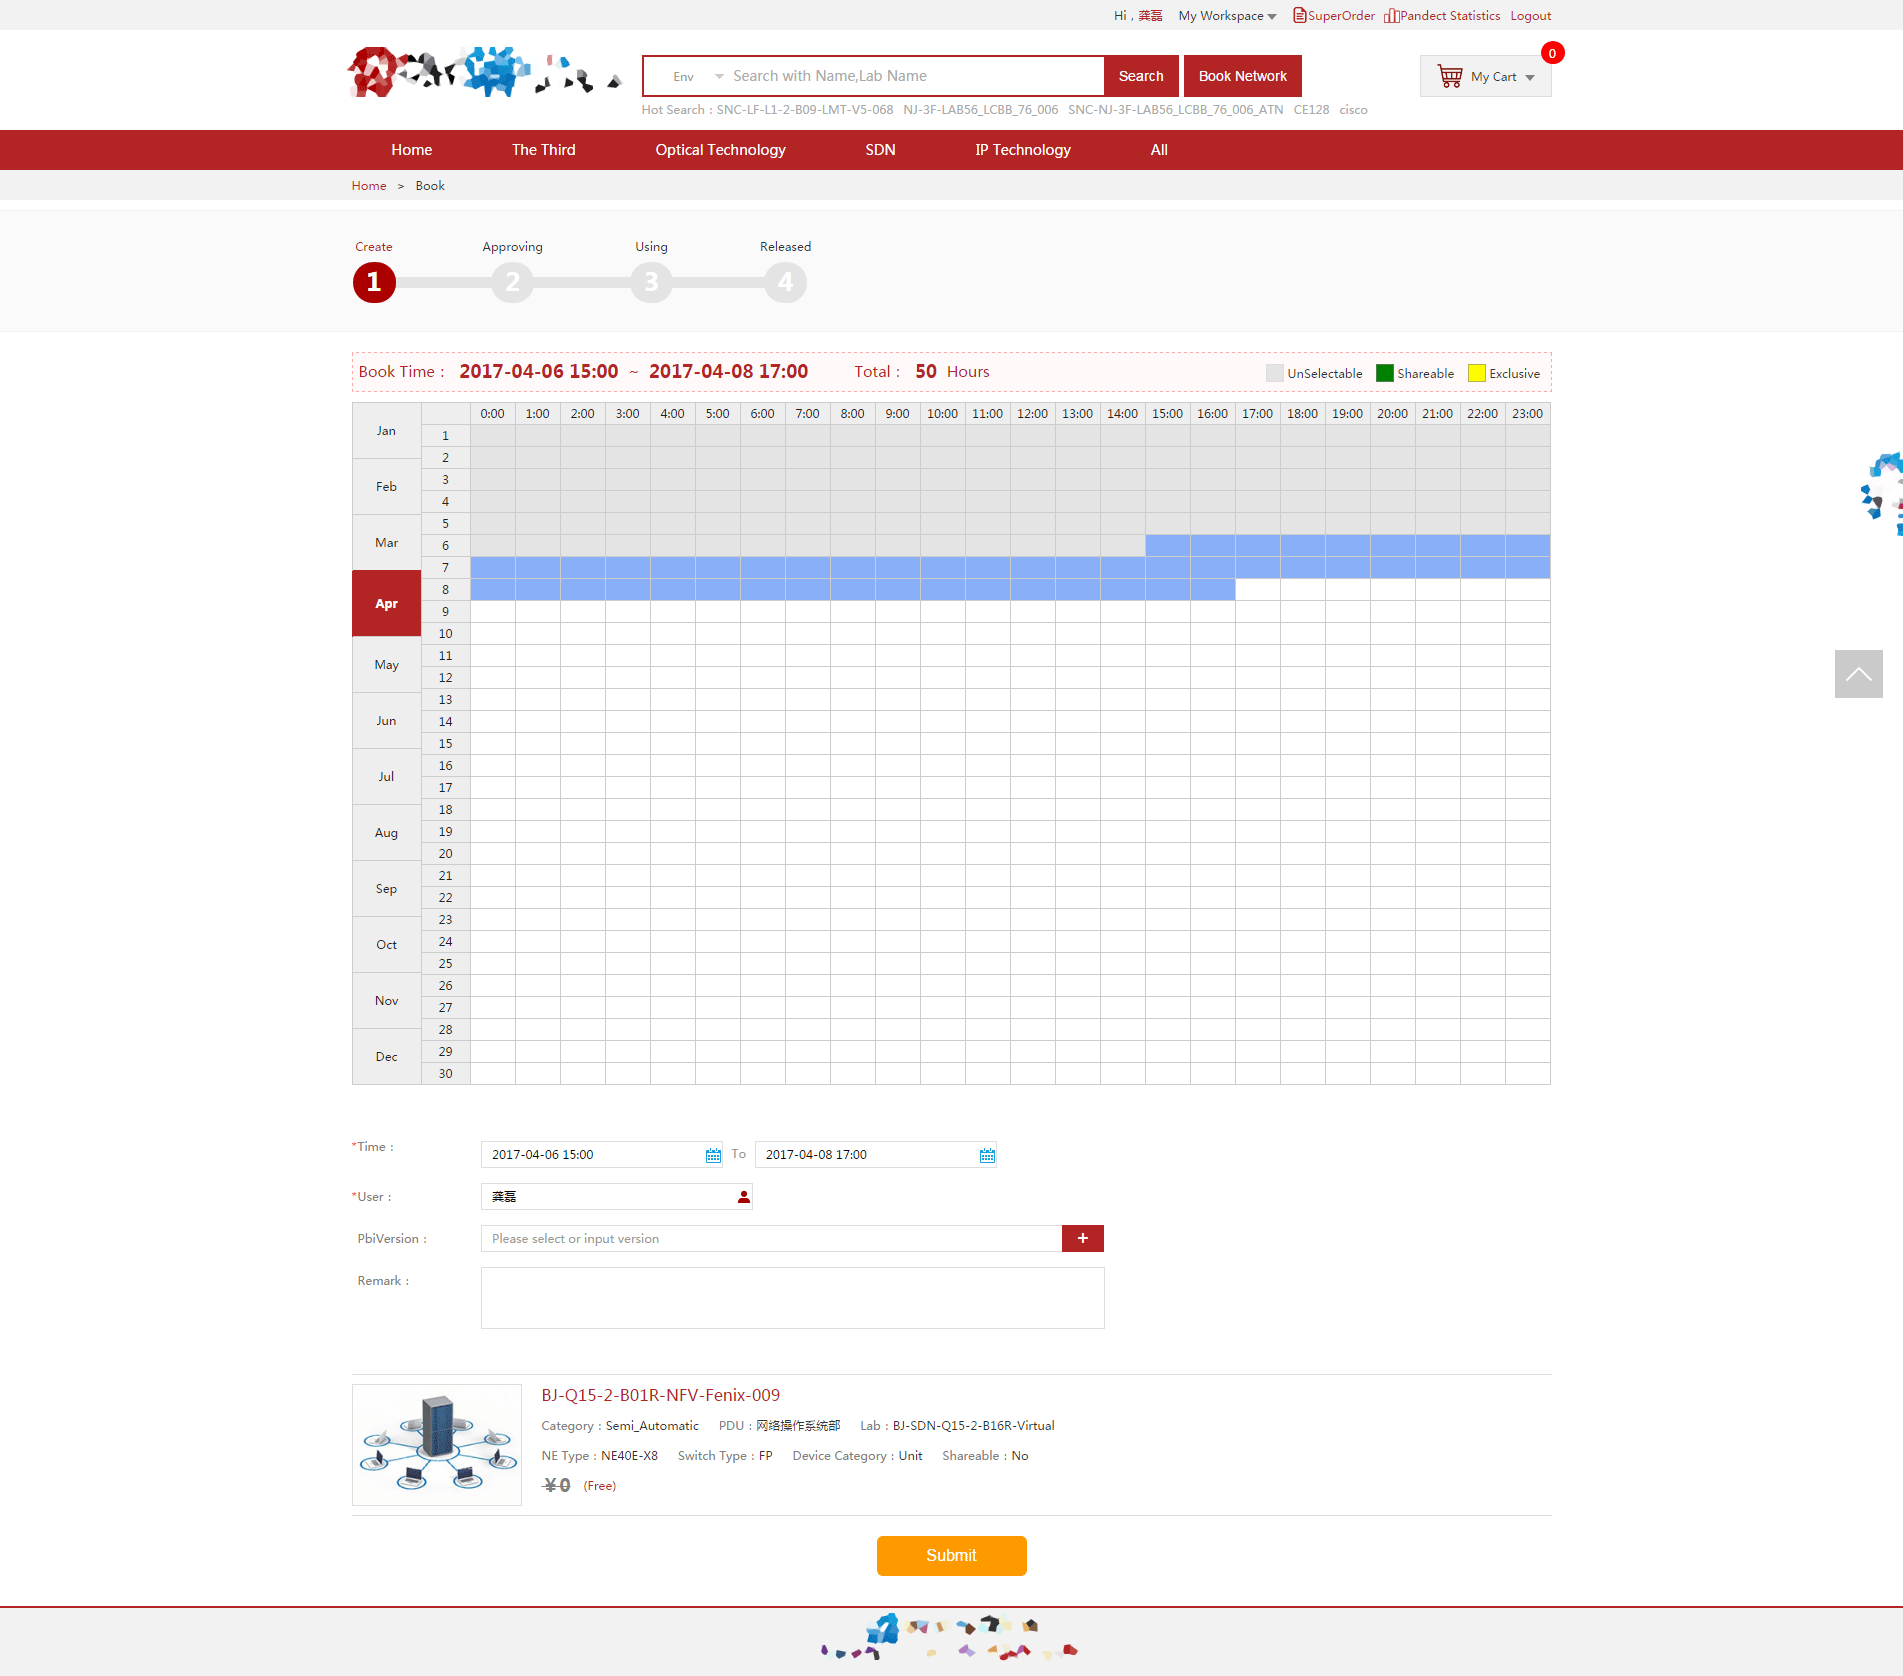 Hi , 龚磊 My Workspace SuperOrder Pandect Statistics Logout
Env Search with Name,Lab Name Search Book Network My Cart 0
Hot Search : SNC-LF-L1-2-B09-LMT-V5-068 NJ-3F-LAB56_LCBB_76_006 SNC-NJ-3F-LAB56_LCBB_76_006_ATN CE128 cisco
Home The Third Optical Technology SDN IP Technology All
Home > Book
Create Approving Using Released
1 2 3 4
Book Time : 2017-04-06 15:00 ~ 2017-04-08 17:00 Total : 50 Hours UnSelectable Shareable Exclusive
0:00 1:00 2:00 3:00 4:00 5:00 6:00 7:00 8:00 9:00 10:00 11:00 12:00 13:00 14:00 15:00 16:00 17:00 18:00 19:00 20:00 21:00 22:00 23:00
Jan
Feb
Mar
Apr
May
Jun
Jul
Aug
Sep
Oct
Nov
Dec
1
2
3
4
5
6
7
8
9
10
11
12
13
14
15
16
17
18
19
20
21
22
23
24
25
26
27
28
29
30
*Time : 2017-04-06 15:00 To 2017-04-08 17:00
*User : 龚磊
PbiVersion : Please select or input version +
Remark :
BJ-Q15-2-B01R-NFV-Fenix-009
Category : Semi_Automatic PDU : 网络操作系统部 Lab : BJ-SDN-Q15-2-B16R-Virtual
NE Type : NE40E-X8 Switch Type : FP Device Category : Unit Shareable : No
¥0 (Free)
Submit